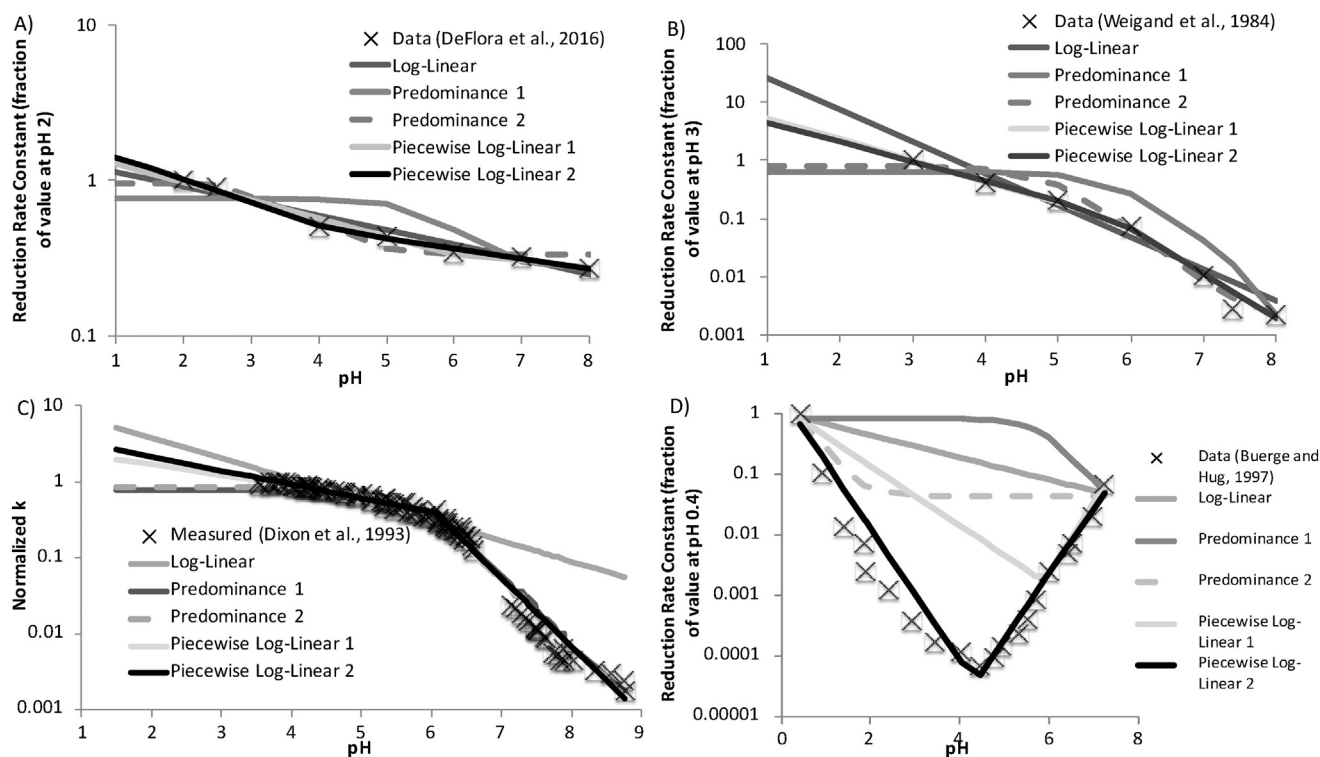 A)
10
1
0.1
Reduction Rate Constant (fraction
of value at pH 2)
Data (DeFlora et al., 2016)
Log-Linear
Predominance 1
Predominance 2
Piecewise Log-Linear 1
Piecewise Log-Linear 2
1 2 3 4 5 6 7 8
pH
B)
100
10
1
0.1
0.01
0.001
Reduction Rate Constant (fraction
of value at pH 3)
Data (Weigand et al., 1984)
Log-Linear
Predominance 1
Predominance 2
Piecewise Log-Linear 1
Piecewise Log-Linear 2
1 2 3 4 5 6 7 8
pH
C)
10
1
0.1
0.01
0.001
Normalized k
Measured (Dixon et al., 1993)
Log-Linear
Predominance 1
Predominance 2
Piecewise Log-Linear 1
Piecewise Log-Linear 2
1 2 3 4 5 6 7 8 9
pH
D)
1
0.1
0.01
0.001
0.0001
0.00001
Reduction Rate Constant (fraction
of value at pH 0.4)
Data (Buerge and
Hug, 1997)
Log-Linear
Predominance 1
Predominance 2
Piecewise Log-
Linear 1
Piecewise Log-
Linear 2
0 2 4 6 8
pH